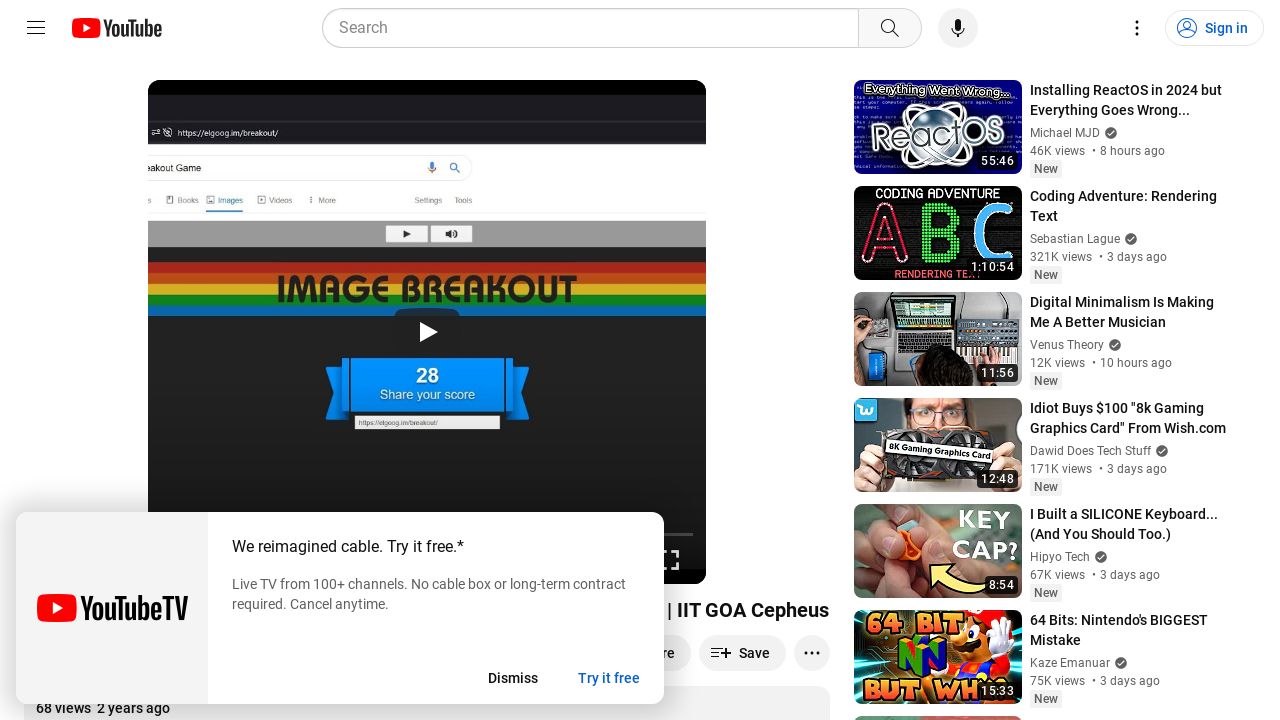 YouTube
Search
Sign in
https://elgoog.im/breakout/
eakout Game
Books
Images
Videos
More
Settings
Tools
IMAGE BREAKOUT
28
Share your score
https://elgoog.im/breakout/
We reimagined cable. Try it free.*
Live TV from 100+ channels. No cable box or long-term contract
required. Cancel anytime.
YouTubeTV
Dismiss
Try it free
| IIT GOA Cepheus
re
Save
68 views 2 years ago
Everything Went Wrong...
ReactOS
55:46
Installing ReactOS in 2024 but
Everything Goes Wrong...
Michael MJD
46K views • 8 hours ago
New
CODING ADVENTURE
ABC
RENDERING TEXT
1:10:54
Coding Adventure: Rendering
Text
Sebastian Lague
321K views • 3 days ago
New
11:56
Digital Minimalism Is Making
Me A Better Musician
Venus Theory
12K views • 10 hours ago
New
8K Gaming Graphics Card
12:48
Idiot Buys $100 "8k Gaming
Graphics Card" From Wish.com
Dawid Does Tech Stuff
171K views • 3 days ago
New
KEY
CAP?
8:54
I Built a SILICONE Keyboard...
(And You Should Too.)
Hipyo Tech
67K views • 3 days ago
New
64 BIT
BUT WHY
15:33
64 Bits: Nintendo's BIGGEST
Mistake
Kaze Emanuar
75K views • 3 days ago
New